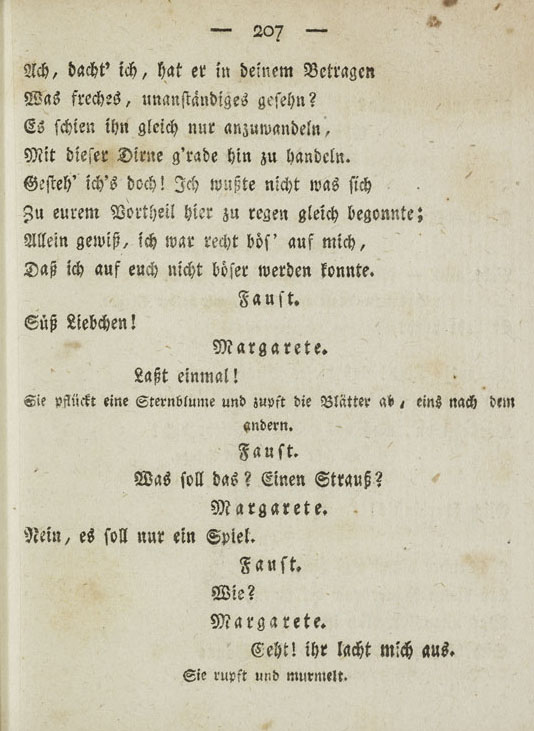 — 207 —
Ach, dacht' ich, hat er in deinem Betragen
Was freches, unanständiges gesehn?
Es schien ihn gleich nur anzuwandeln,
Mit dieser Dirne g'rade hin zu handeln.
Gesteh' ich's doch! Ich wußte nicht was sich
Zu eurem Vortheil hier zu regen gleich begonnte;
Allein gewiß, ich war recht bös' auf mich,
Daß ich auf euch nicht böser werden konnte.
Faust.
Süß Liebchen!
Margarete.
Laßt einmal!
Sie pflückt eine Sternblume und zupft die Blätter ab, eins nach dem
andern.
Faust.
Was soll das? Einen Strauß?
Margarete.
Nein, es soll nur ein Spiel.
Faust.
Wie?
Margarete.
Geht! ihr lacht mich aus.
Sie rupft und murmelt.